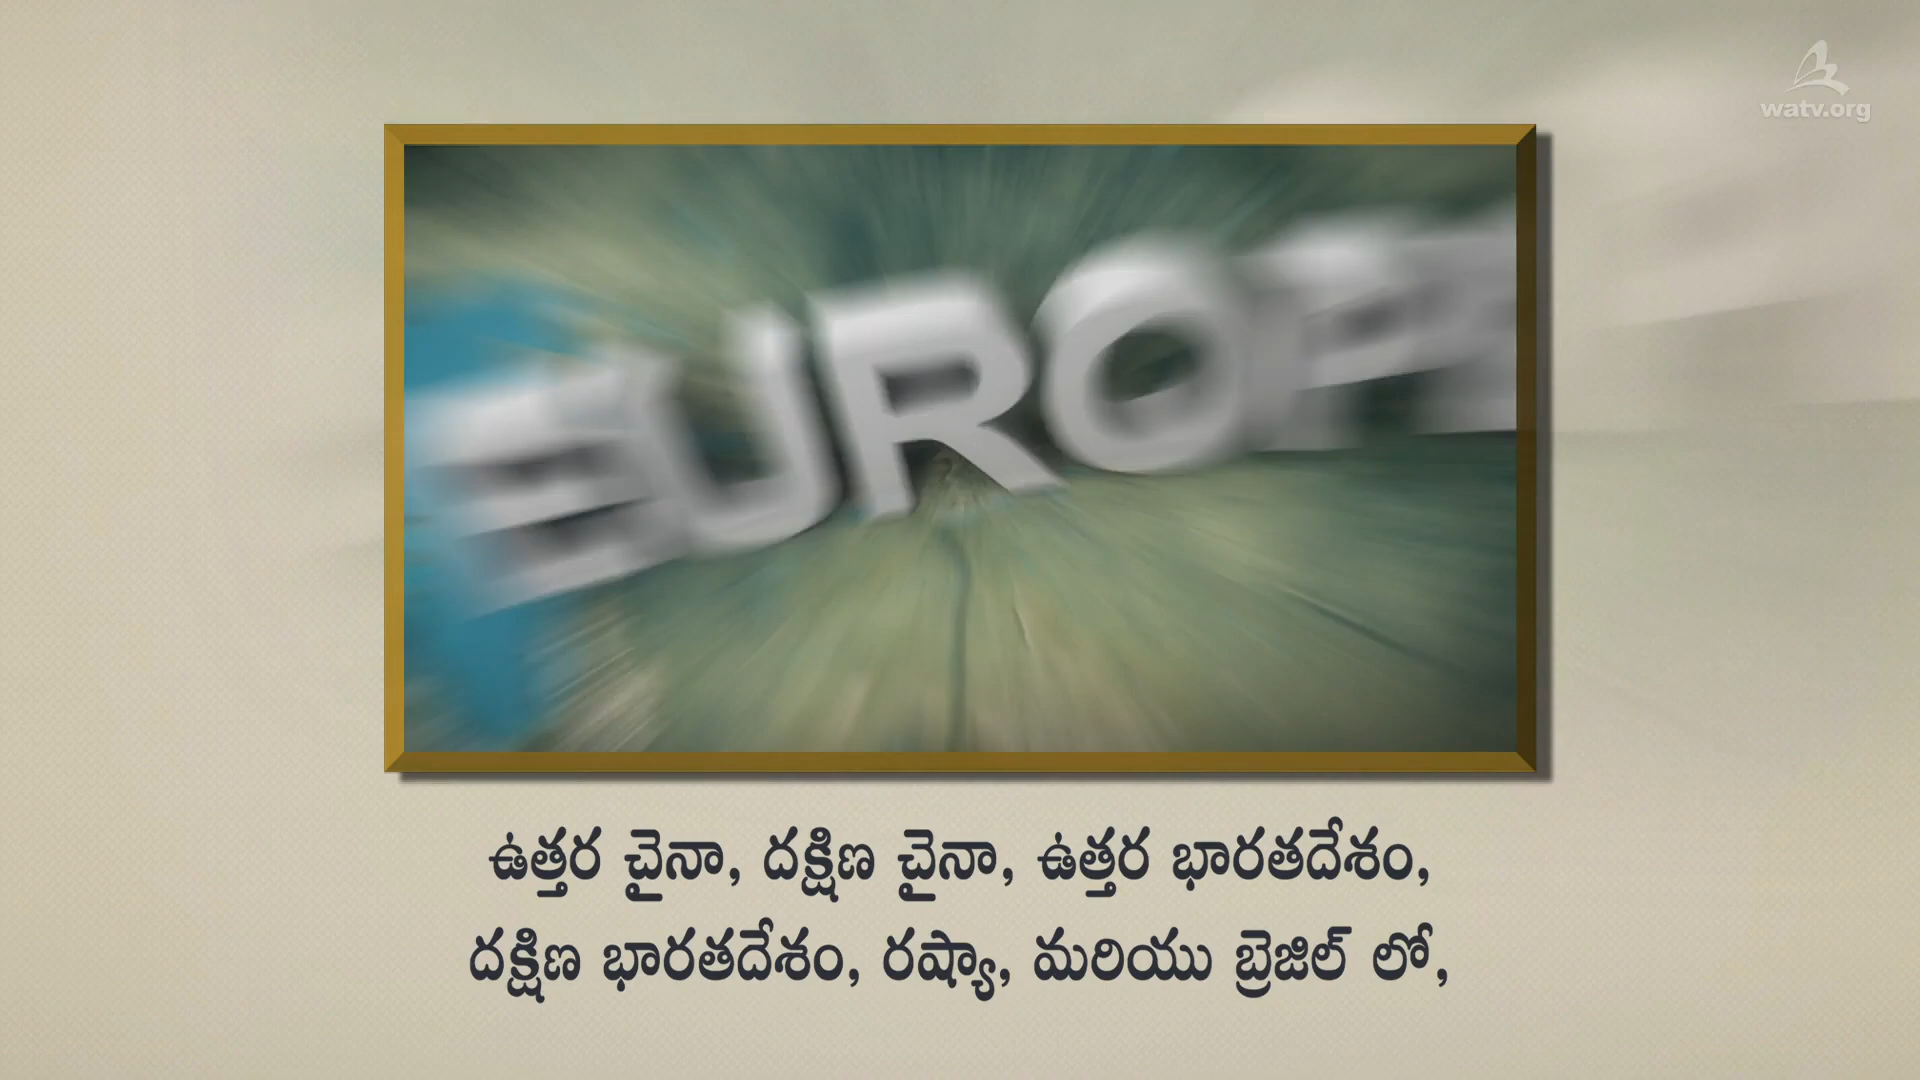 watv.org
EUROPE
ఉత్తర చైనా, దక్షిణ చైనా, ఉత్తర భారతదేశం,
దక్షిణ భారతదేశం, రష్యా, మరియు బ్రెజిల్ లో,